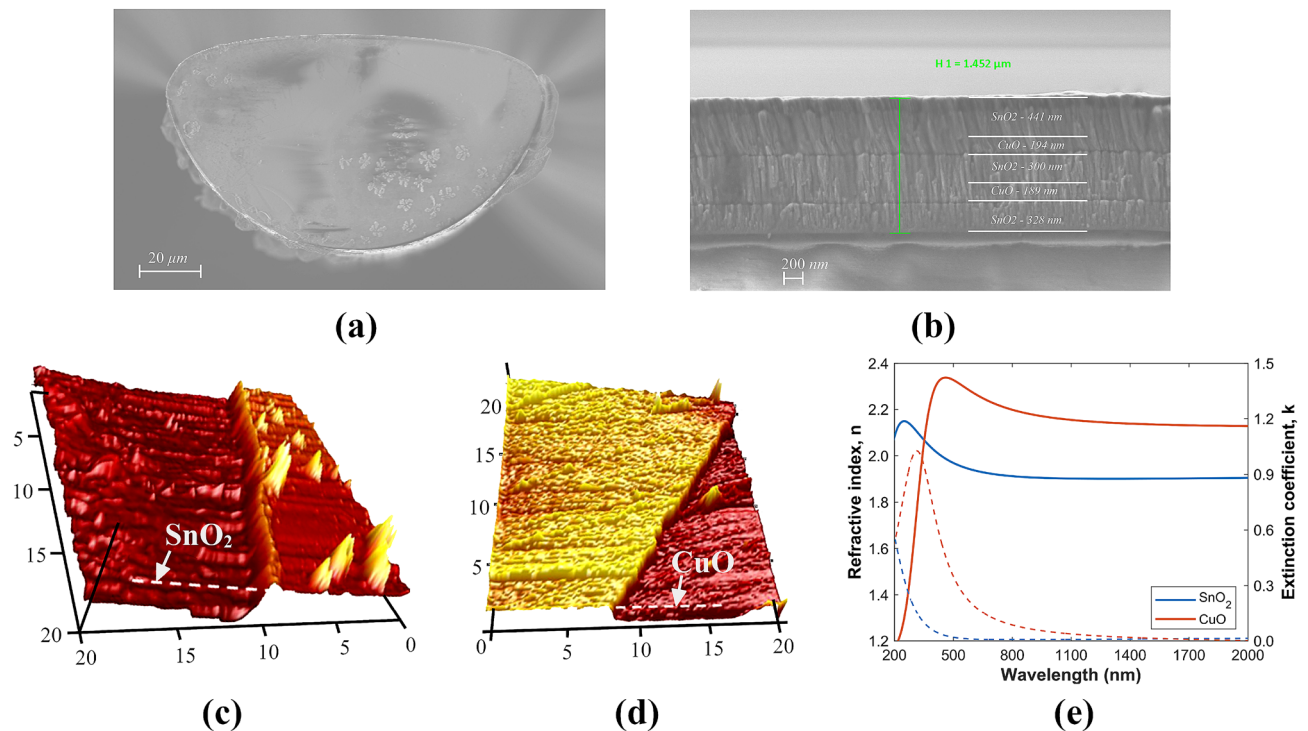 20 µm
(a)
H 1 = 1.452 µm
SnO2 - 441 nm
CuO - 194 nm
SnO2 - 300 nm
CuO - 189 nm
SnO2 - 328 nm
200 nm
(b)
5
10
15
20
20
15
10
5
0
SnO₂
(c)
20
15
10
5
0
5
10
15
20
CuO
(d)
2.4
2.2
2.0
1.8
1.6
1.4
1.2
Refractive index, n
1.5
1.2
0.9
0.6
0.3
0.0
Extinction coefficient, k
SnO₂
CuO
200 500 800 1100 1400 1700 2000
Wavelength (nm)
(e)